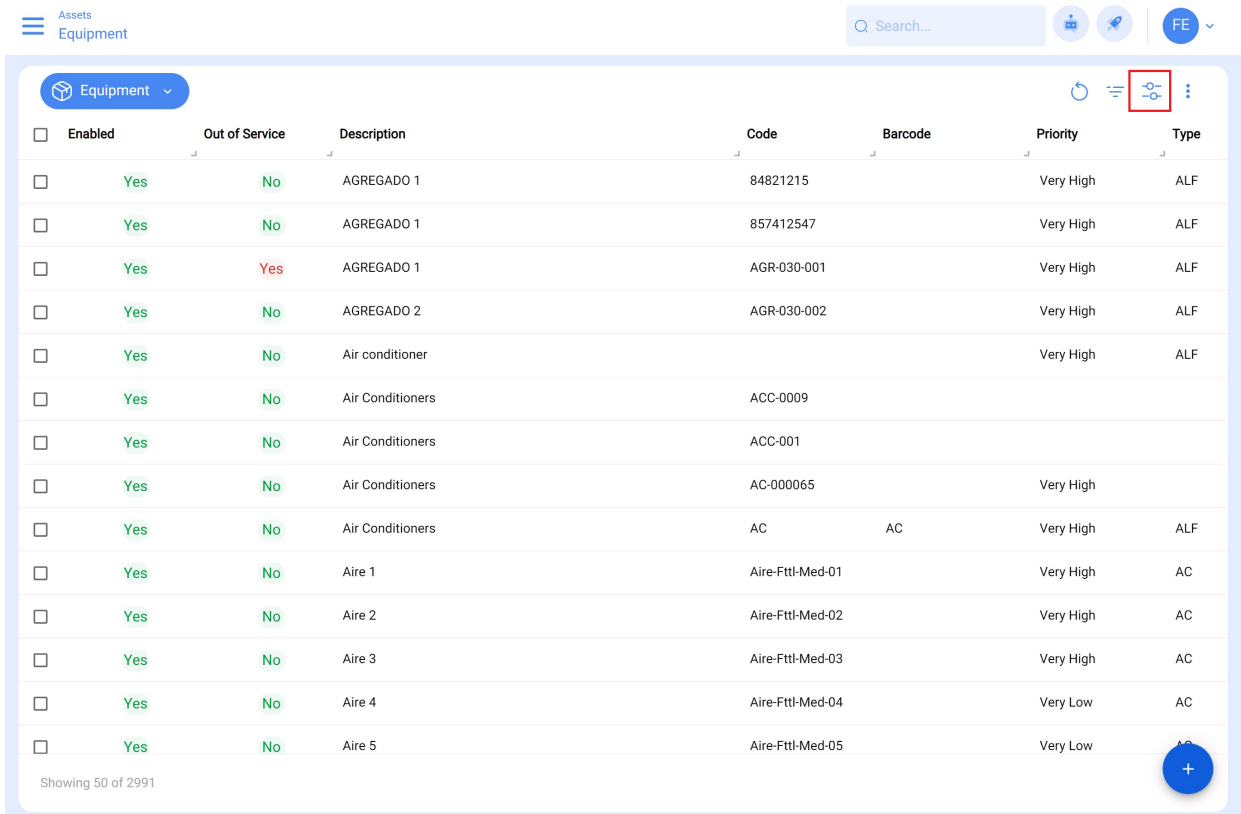 Assets
Equipment
Search...
FE
Equipment
Enabled Out of Service Description Code Barcode Priority Type
Yes No AGREGADO 1 84821215 Very High ALF
Yes No AGREGADO 1 857412547 Very High ALF
Yes Yes AGREGADO 1 AGR-030-001 Very High ALF
Yes No AGREGADO 2 AGR-030-002 Very High ALF
Yes No Air conditioner Very High ALF
Yes No Air Conditioners ACC-0009
Yes No Air Conditioners ACC-001
Yes No Air Conditioners AC-000065 Very High
Yes No Air Conditioners AC AC Very High ALF
Yes No Aire 1 Aire-Fttl-Med-01 Very High AC
Yes No Aire 2 Aire-Fttl-Med-02 Very High AC
Yes No Aire 3 Aire-Fttl-Med-03 Very High AC
Yes No Aire 4 Aire-Fttl-Med-04 Very Low AC
Yes No Aire 5 Aire-Fttl-Med-05 Very Low
Showing 50 of 2991